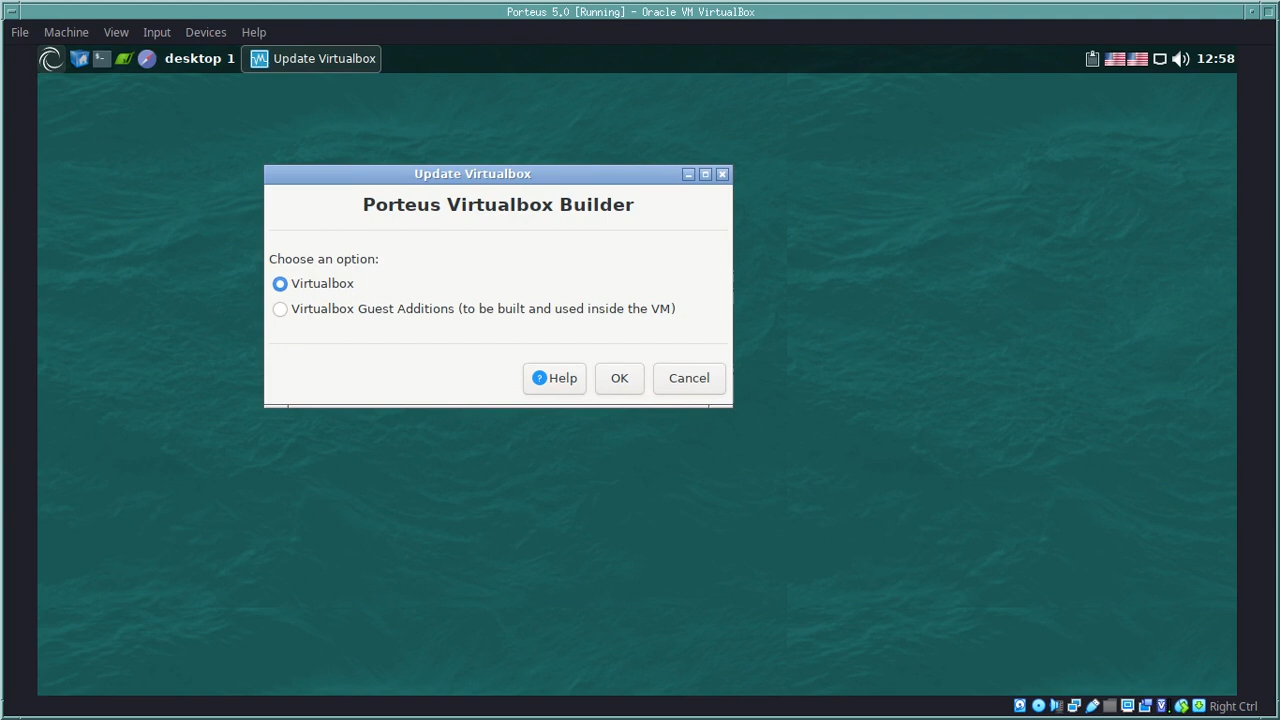 Porteus 5.0 [Running] - Oracle VM VirtualBox
File Machine View Input Devices Help
desktop 1 Update Virtualbox 12:58
Update Virtualbox
Porteus Virtualbox Builder
Choose an option:
Virtualbox
Virtualbox Guest Additions (to be built and used inside the VM)
Help OK Cancel
Right Ctrl